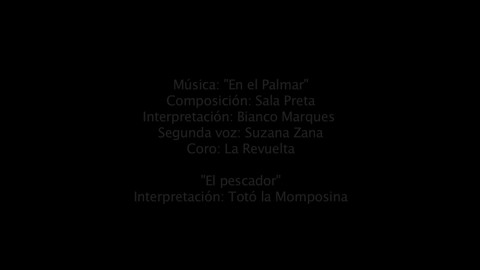 Música: "En el Palmar"
Composición: Sala Preta
Interpretación: Bianco Marques
Segunda voz: Suzana Zana
Coro: La Revuelta
"El pescador"
Interpretación: Totó la Momposina